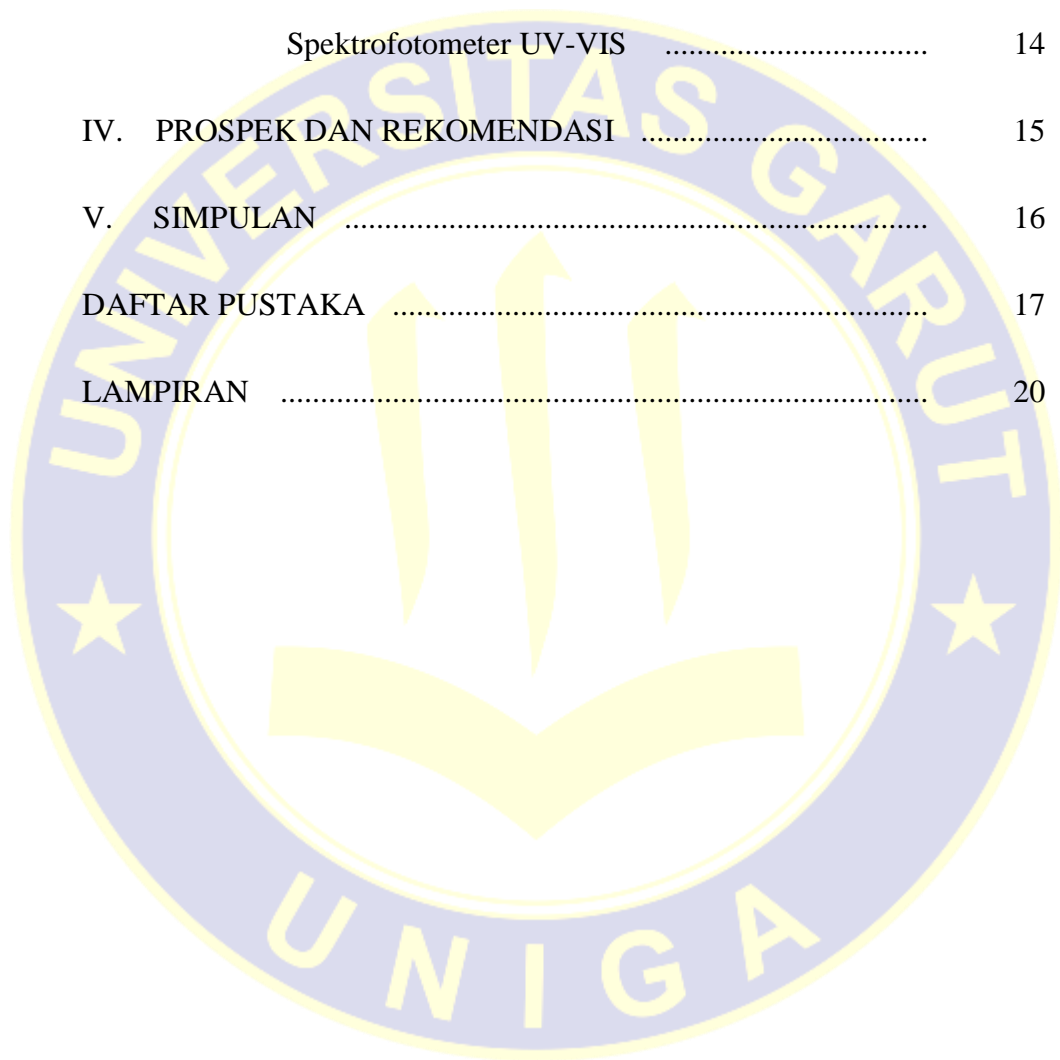 Spektrofotometer UV-VIS ................................. 14
IV. PROSPEK DAN REKOMENDASI .................................... 15
V. SIMPULAN ......................................................................... 16
DAFTAR PUSTAKA ................................................................... 17
LAMPIRAN ................................................................................. 20
UNIVERSITAS GARUT
UNIGA